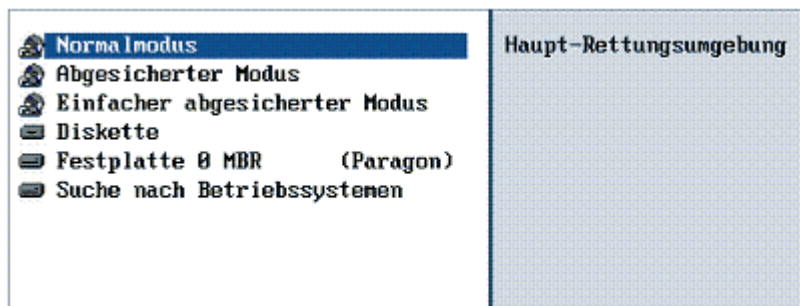 Normalmodus
Abgesicherter Modus
Einfacher abgesicherter Modus
Diskette
Festplatte 0 MBR (Paragon)
Suche nach Betriebssystemen
Haupt-Rettungsumgebung